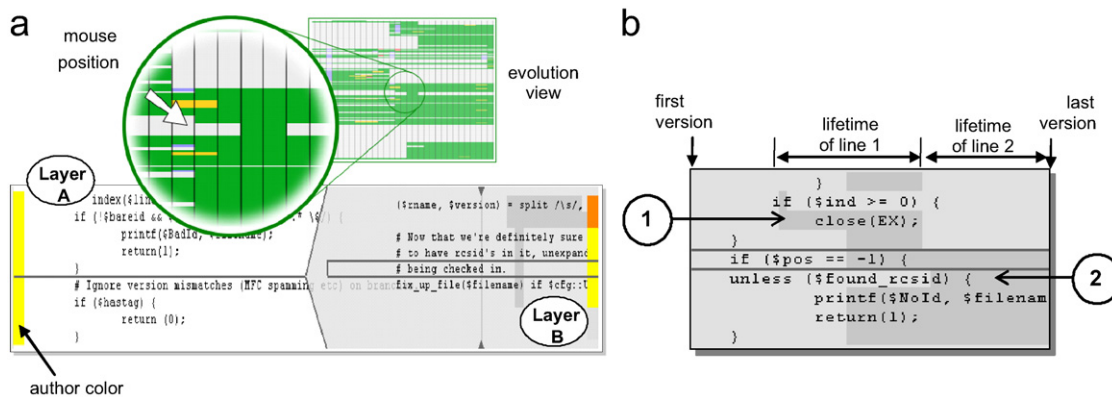 a
mouse
position
evolution
view
Layer
A
index($lin
if (!$bareid &&
printf($BadId,
return(1);
}
# Ignore version mismatches (MFC spamming etc) on branc
if ($hastag) {
return (0);
}
($rname, $version) = split /\s/,
# Now that we're definitely sure
# to have rcsid's in it, unexpand
# being checked in.
fix_up_file($filename) if $cfg::U
Layer
B
author color
b
first
version
lifetime
of line 1
lifetime
of line 2
last
version
}
if ($ind >= 0) {
close(EX);
}
if ($pos == -1) {
unless ($found_rcsid) {
printf($NoId, $filenam
return(1);
}
1
2